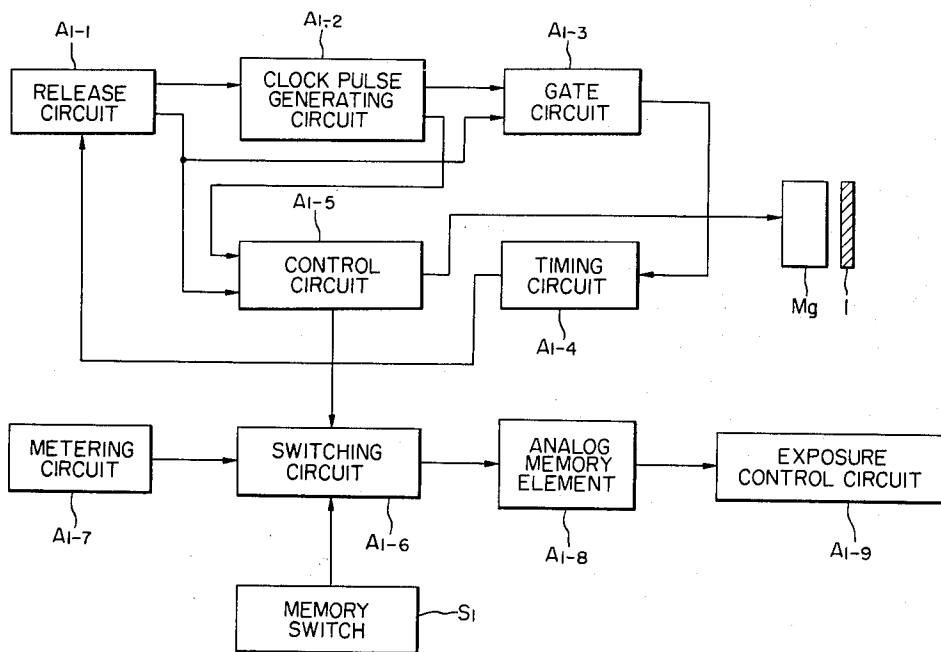 A1-1
A1-2
A1-3
RELEASE
CIRCUIT
CLOCK PULSE
GENERATING
CIRCUIT
GATE
CIRCUIT
A1-5
CONTROL
CIRCUIT
TIMING
CIRCUIT
Mg
1
A1-4
METERING
CIRCUIT
SWITCHING
CIRCUIT
ANALOG
MEMORY
ELEMENT
EXPOSURE
CONTROL CIRCUIT
A1-7
A1-6
A1-8
A1-9
MEMORY
SWITCH
S1